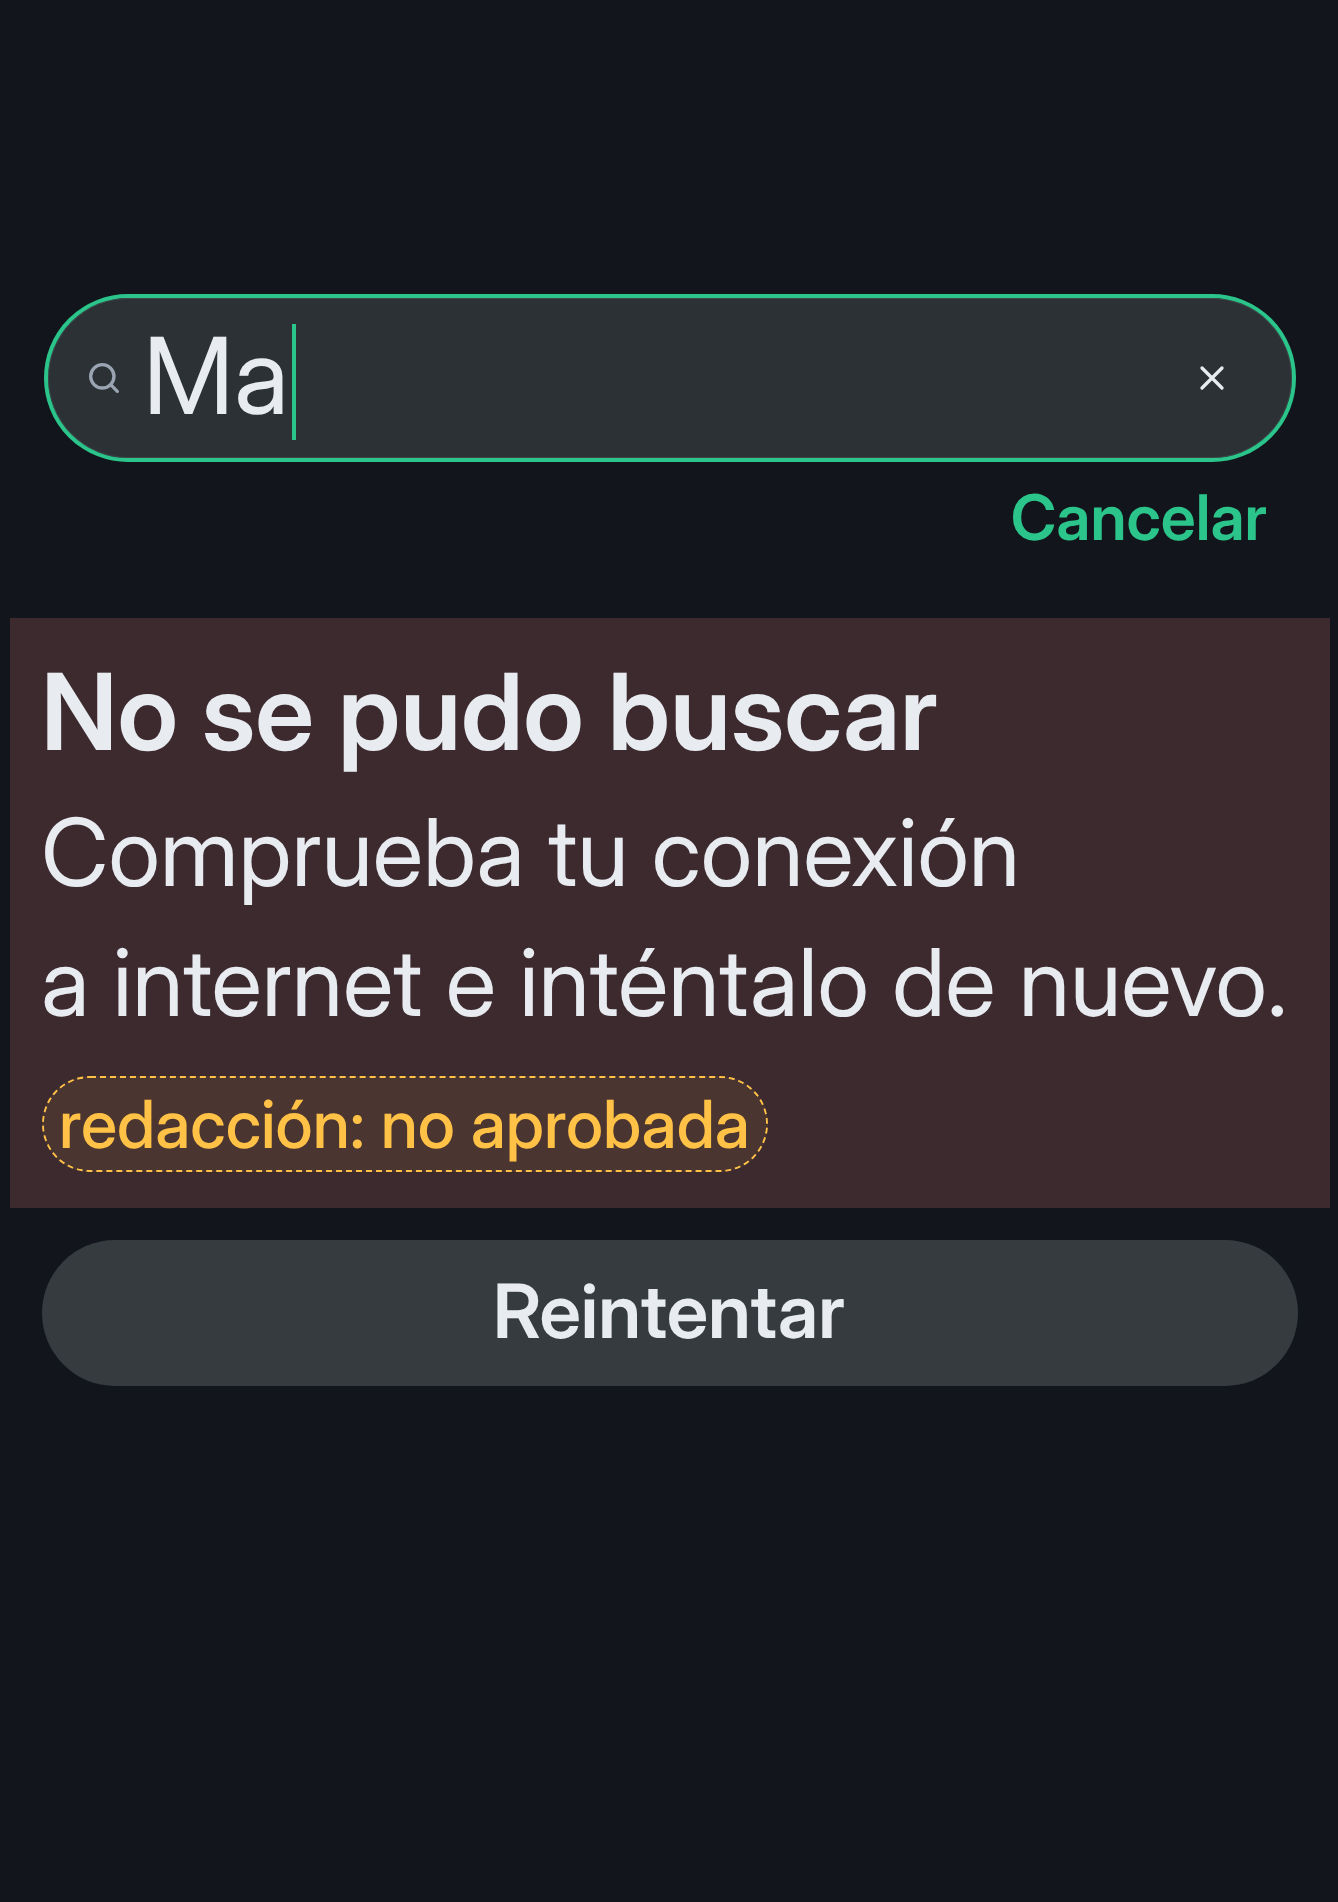 Ma
Cancelar
No se pudo buscar
Comprueba tu conexión
a internet e inténtalo de nuevo.
redacción: no aprobada
Reintentar